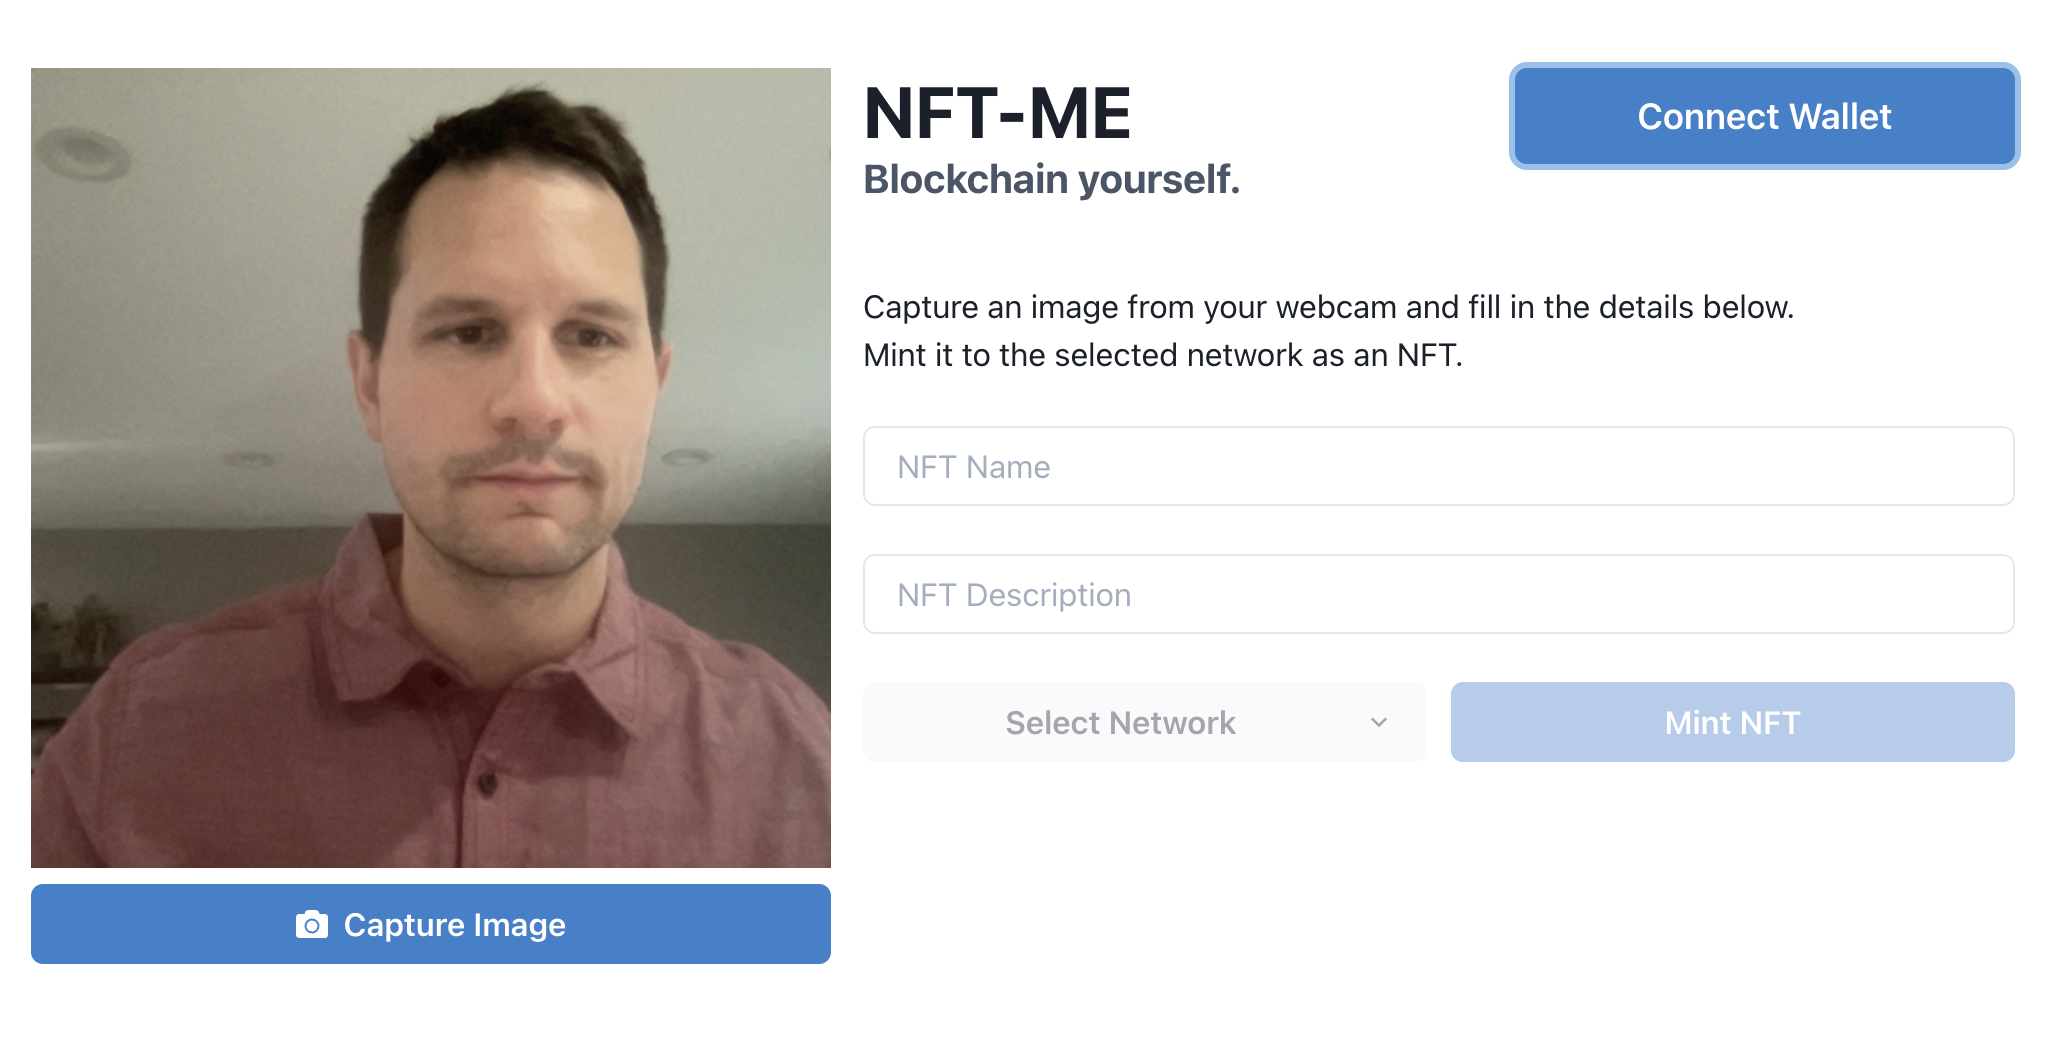 NFT-ME
Connect Wallet
Blockchain yourself.
Capture an image from your webcam and fill in the details below.
Mint it to the selected network as an NFT.
NFT Name
NFT Description
Select Network
Mint NFT
Capture Image